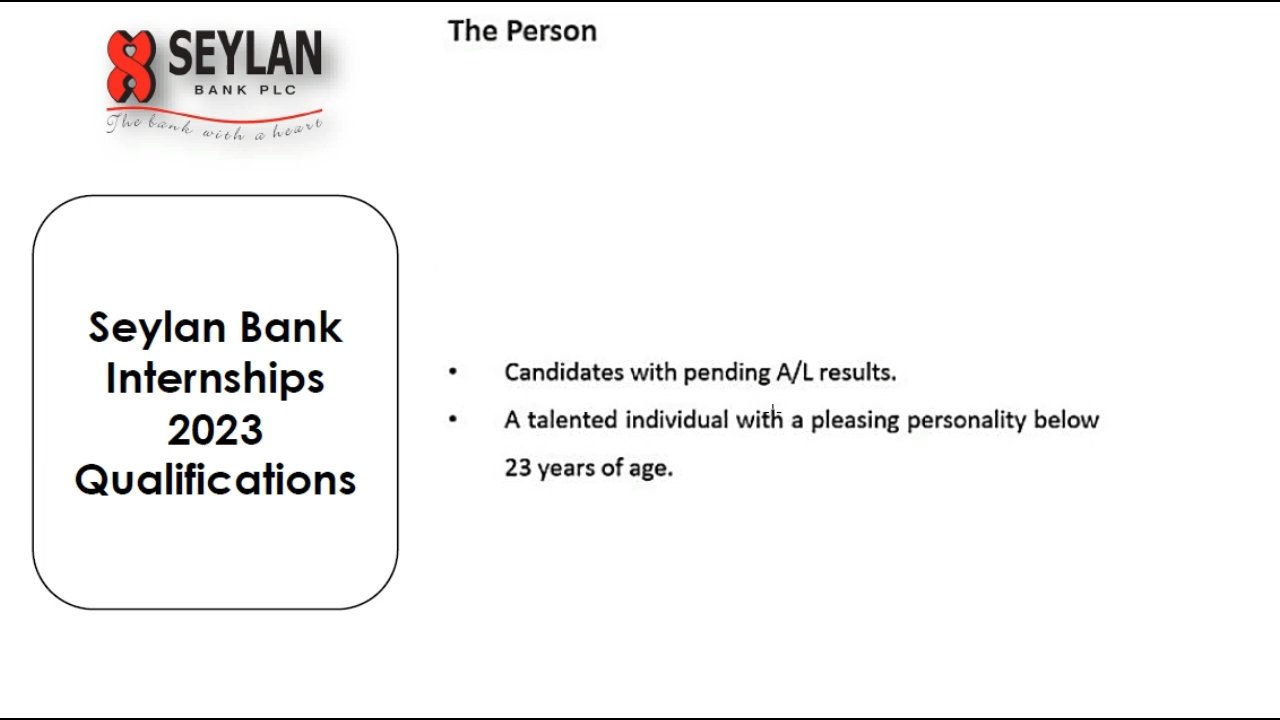 SEYLAN
BANK PLC
The bank with a heart
Seylan Bank
Internships
2023
Qualifications
The Person
• Candidates with pending A/L results.
• A talented individual with a pleasing personality below
23 years of age.